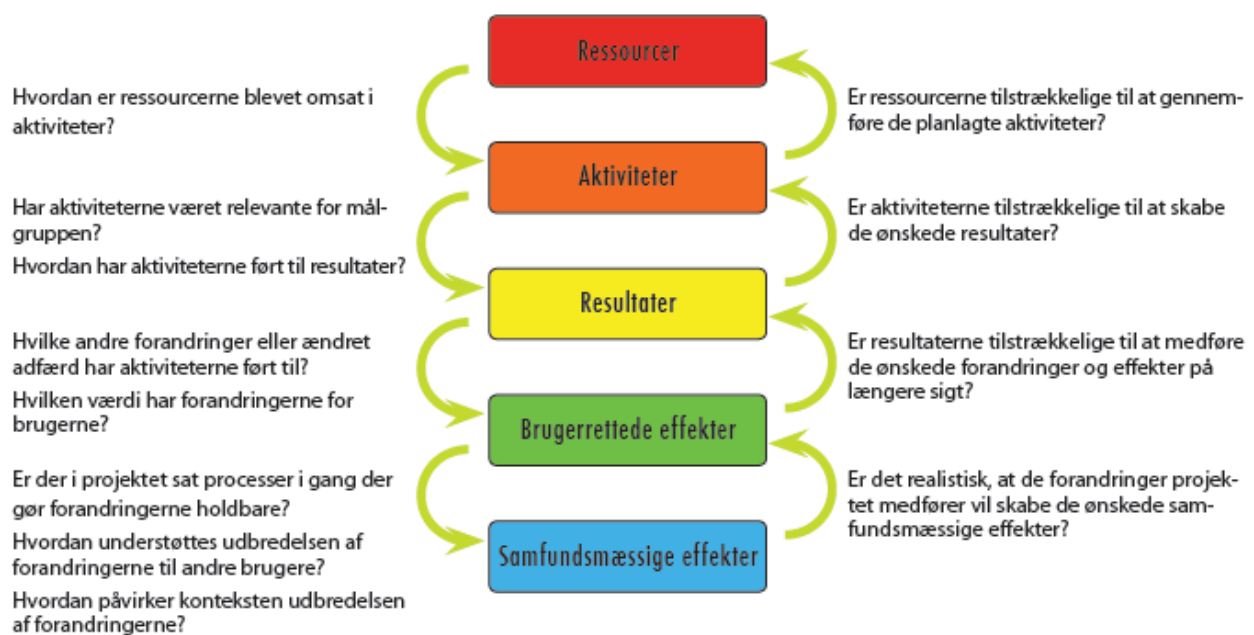 Ressourcer
Hvordan er ressourcerne blevet omsat i
aktiviteter?
Er ressourcerne tilstrækkelige til at gennem-
føre de planlagte aktiviteter?
Aktiviteter
Har aktiviteterne været relevante for mål-
gruppen?
Hvordan har aktiviteterne ført til resultater?
Er aktiviteterne tilstrækkelige til at skabe
de ønskede resultater?
Resultater
Hvilke andre forandringer eller ændret
adfærd har aktiviteterne ført til?
Hvilken værdi har forandringerne for
brugerne?
Er resultaterne tilstrækkelige til at medføre
de ønskede forandringer og effekter på
længere sigt?
Brugerrettede effekter
Er der i projektet sat processer i gang der
gør forandringerne holdbare?
Hvordan understøttes udbredelsen af
forandringerne til andre brugere?
Hvordan påvirker konteksten udbredelsen
af forandringerne?
Er det realistisk, at de forandringer projek-
tet medfører vil skabe de ønskede sam-
fundsmæssige effekter?
Samfundsmæssige effekter